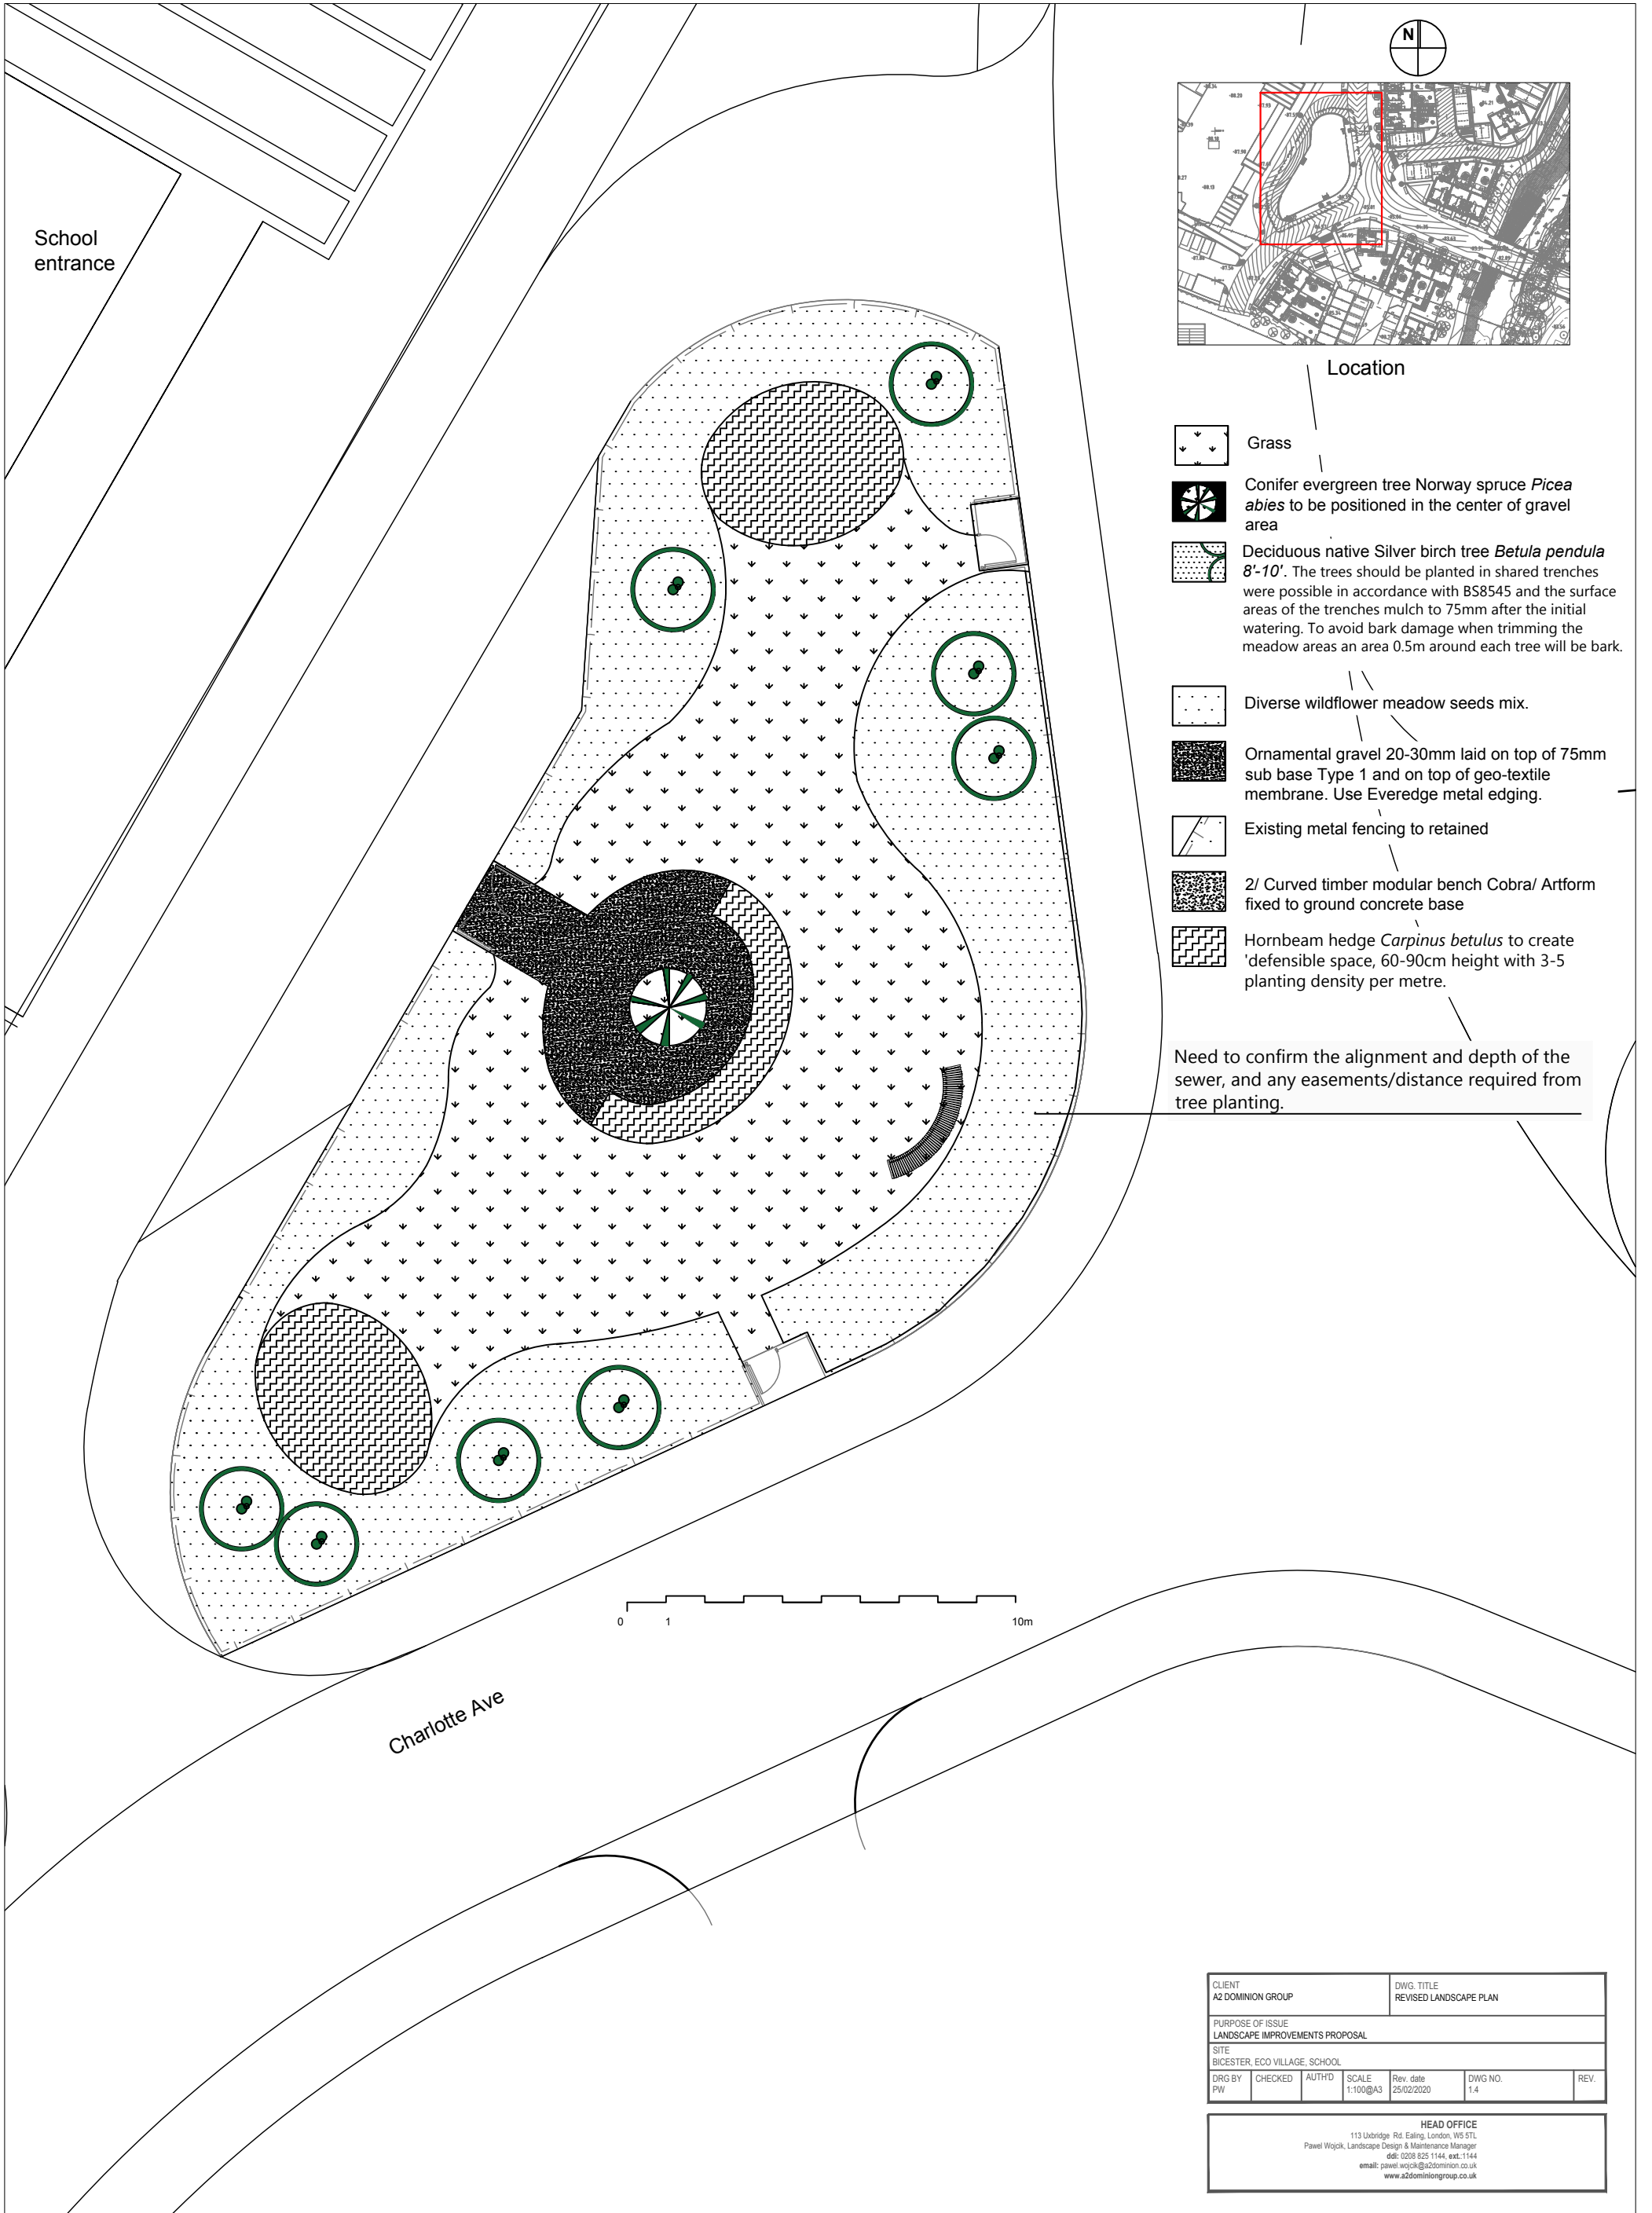 N
School
entrance
Location
Grass
Conifer evergreen tree Norway spruce Picea
abies to be positioned in the center of gravel
area
Deciduous native Silver birch tree Betula pendula
8'-10'. The trees should be planted in shared trenches
were possible in accordance with BS8545 and the surface
areas of the trenches mulch to 75mm after the initial
watering. To avoid bark damage when trimming the
meadow areas an area 0.5m around each tree will be bark.
Diverse wildflower meadow seeds mix.
Ornamental gravel 20-30mm laid on top of 75mm
sub base Type 1 and on top of geo-textile
membrane. Use Everedge metal edging.
Existing metal fencing to retained
2/ Curved timber modular bench Cobra/ Artform
fixed to ground concrete base
Hornbeam hedge Carpinus betulus to create
'defensible space, 60-90cm height with 3-5
planting density per metre.
Need to confirm the alignment and depth of the
sewer, and any easements/distance required from
tree planting.
0 1 10m
Charlotte Ave
CLIENT
A2 DOMINION GROUP
DWG. TITLE
REVISED LANDSCAPE PLAN
PURPOSE OF ISSUE
LANDSCAPE IMPROVEMENTS PROPOSAL
SITE
BICESTER, ECO VILLAGE, SCHOOL
DRG BY CHECKED AUTH'D SCALE Rev. date DWG NO. REV.
PW 1:100@A3 25/02/2020 1.4
HEAD OFFICE
113 Uxbridge Rd. Ealing, London, W5 5TL
Pawel Wojcik, Landscape Design & Maintenance Manager
ddi: 0208 825 1144, ext.:1144
email: pawel.wojcik@a2dominion.co.uk
www.a2dominiongroup.co.uk